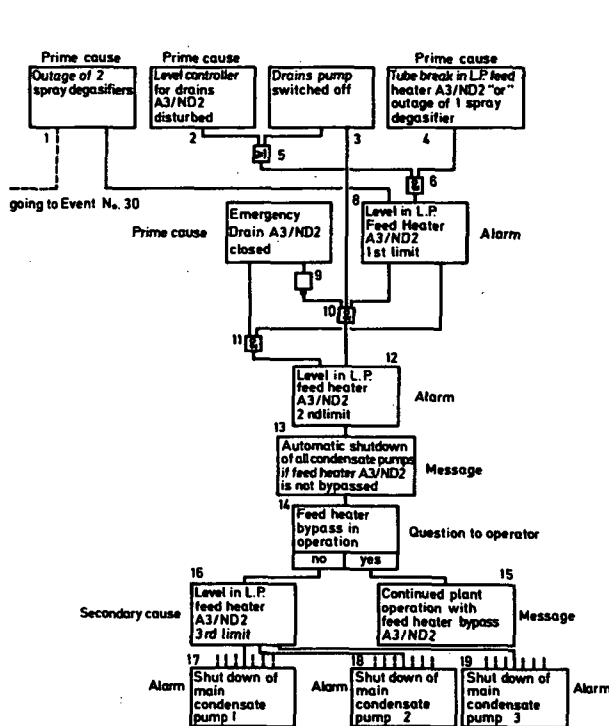 Prime cause
Prime cause
Prime cause
Outage of 2
spray degasifiers
Level controller
for drains
A3/ND2
disturbed
Drains pump
switched off
Tube break in L.P. feed
heater A3/ND2 "or"
outage of 1 spray
degasifier
1
2
3
4
5
6
going to Event No. 30
8
Prime cause
Emergency
Drain A3/ND2
closed
Level in L.P.
Feed Heater
A3/ND2
1st limit
Alarm
9
10
11
12
Level in L.P.
feed heater
A3/ND2
2 ndlimit
Alarm
13
Automatic shutdown
of all condensate pumps
if feed heater A3/ND2
is not bypassed
Message
14
Feed heater
bypass in
operation
no yes
Question to operator
16
15
Secondary cause
Level in L.P.
feed heater
A3/ND2
3rd limit
Continued plant
operation with
feed heater bypass
A3/ND2
Message
17
18
19
Alarm
Shut down of
main
condensate
pump 1
Alarm
Shut down of
main
condensate
pump 2
Shut down of
main
condensate
pump 3
Alarm